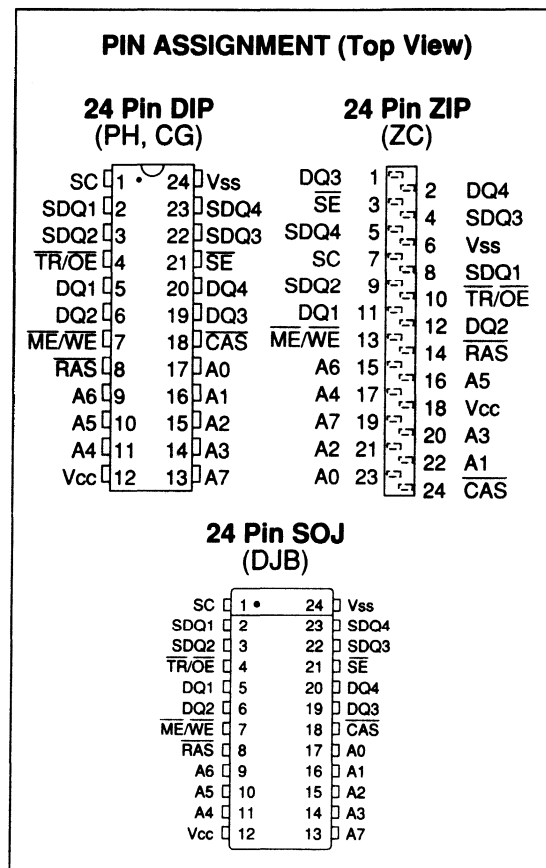 PIN ASSIGNMENT (Top View)
24 Pin DIP
(PH, CG)
SC 1 24 Vss
SDQ1 2 23 SDQ4
SDQ2 3 22 SDQ3
TR/OE 4 21 SE
DQ1 5 20 DQ4
DQ2 6 19 DQ3
ME/WE 7 18 CAS
RAS 8 17 A0
A6 9 16 A1
A5 10 15 A2
A4 11 14 A3
Vcc 12 13 A7
24 Pin ZIP
(ZC)
DQ3 1
2 DQ4
SE 3
4 SDQ3
SDQ4 5
6 Vss
SC 7
8 SDQ1
SDQ2 9
10 TR/OE
DQ1 11
12 DQ2
ME/WE 13
14 RAS
A6 15
16 A5
A4 17
18 Vcc
A7 19
20 A3
A2 21
22 A1
A0 23
24 CAS
24 Pin SOJ
(DJB)
SC 1 24 Vss
SDQ1 2 23 SDQ4
SDQ2 3 22 SDQ3
TR/OE 4 21 SE
DQ1 5 20 DQ4
DQ2 6 19 DQ3
ME/WE 7 18 CAS
RAS 8 17 A0
A6 9 16 A1
A5 10 15 A2
A4 11 14 A3
Vcc 12 13 A7